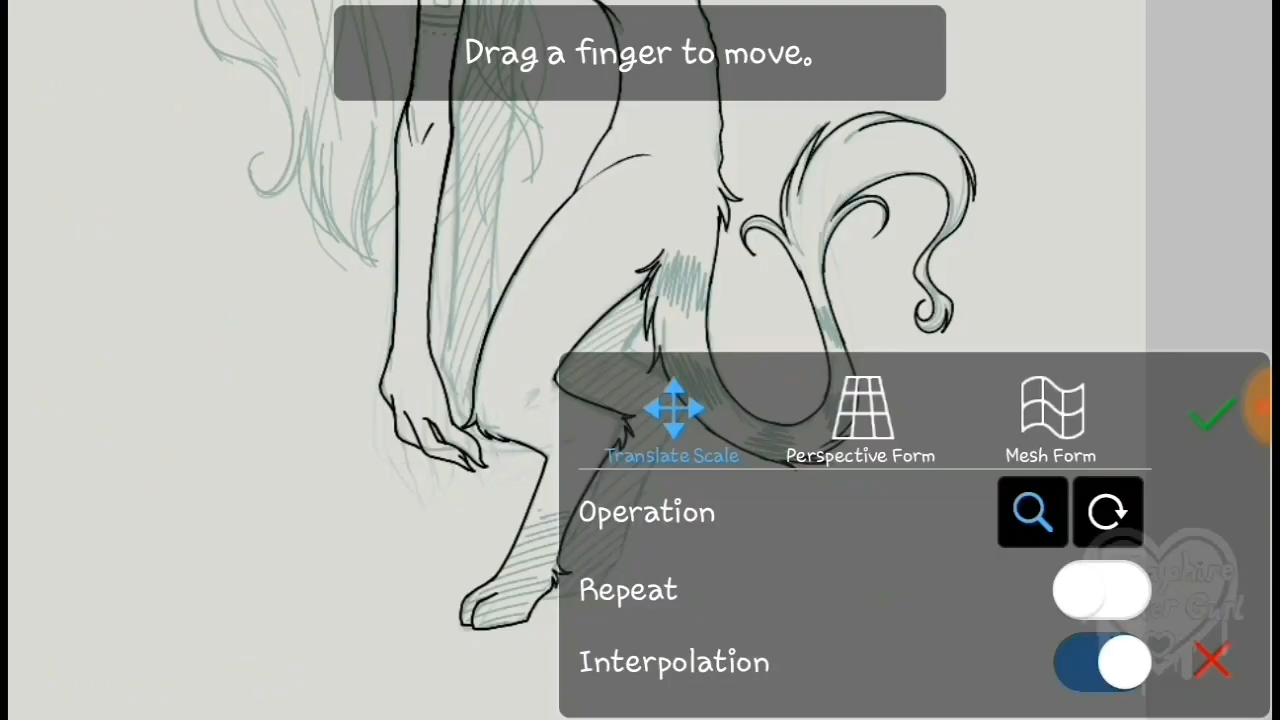 Drag a finger to move.
Translate Scale
Perspective Form
Mesh Form
Operation
Repeat
Interpolation